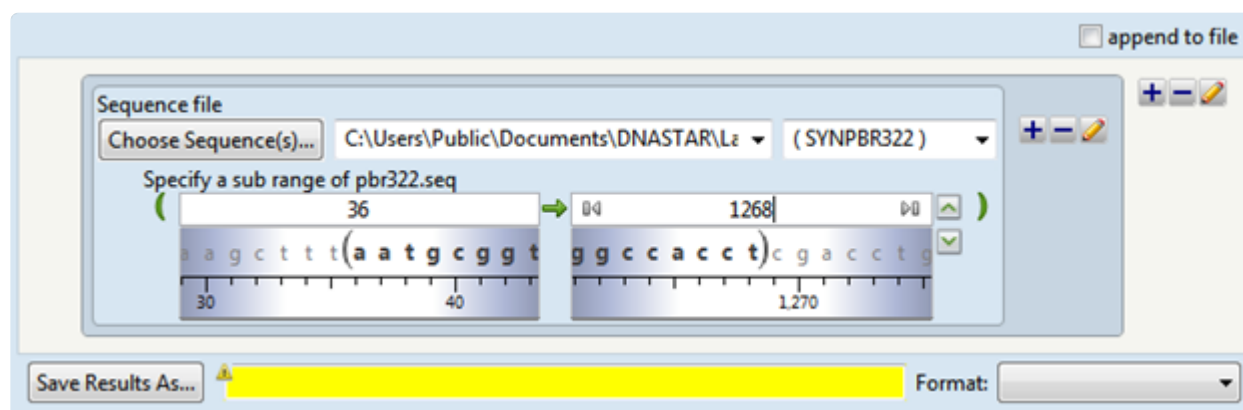 append to file
Sequence file
Choose Sequence(s)... C:\Users\Public\Documents\DNASTAR\La ( SYNPBR322 )
Specify a sub range of pbr322.seq
( 36 1268 )
a a g c t t t ( a a t g c g g t g g c c a c c t ) c g a c c t g
30 40 1,270
Save Results As... Format: